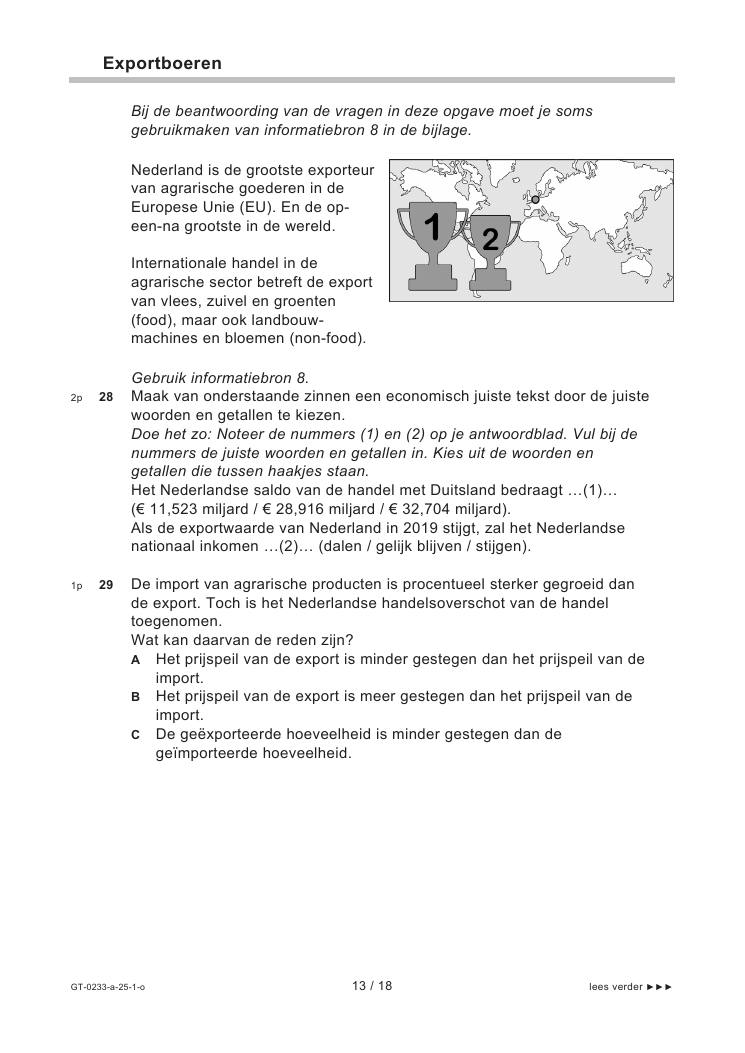 Exportboeren
Bij de beantwoording van de vragen in deze opgave moet je soms
gebruikmaken van informatiebron 8 in de bijlage.
Nederland is de grootste exporteur
van agrarische goederen in de
Europese Unie (EU). En de op-
een-na grootste in de wereld.
1
2
Internationale handel in de
agrarische sector betreft de export
van vlees, zuivel en groenten
(food), maar ook landbouw-
machines en bloemen (non-food).
Gebruik informatiebron 8.
2p 28 Maak van onderstaande zinnen een economisch juiste tekst door de juiste
woorden en getallen te kiezen.
Doe het zo: Noteer de nummers (1) en (2) op je antwoordblad. Vul bij de
nummers de juiste woorden en getallen in. Kies uit de woorden en
getallen die tussen haakjes staan.
Het Nederlandse saldo van de handel met Duitsland bedraagt …(1)…
(€ 11,523 miljard / € 28,916 miljard / € 32,704 miljard).
Als de exportwaarde van Nederland in 2019 stijgt, zal het Nederlandse
nationaal inkomen …(2)… (dalen / gelijk blijven / stijgen).
1p 29 De import van agrarische producten is procentueel sterker gegroeid dan
de export. Toch is het Nederlandse handelsoverschot van de handel
toegenomen.
Wat kan daarvan de reden zijn?
A Het prijspeil van de export is minder gestegen dan het prijspeil van de
import.
B Het prijspeil van de export is meer gestegen dan het prijspeil van de
import.
C De geëxporteerde hoeveelheid is minder gestegen dan de
geïmporteerde hoeveelheid.
GT-0233-a-25-1-o 13 / 18 lees verder ►►►